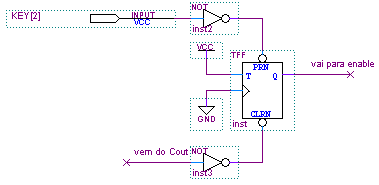 NOT
KEY[2] INPUT
VCC
inst2
VCC
TFF
PRN
T Q
vai para enable
GND
CLRN
inst
vem do Cout
NOT
inst3